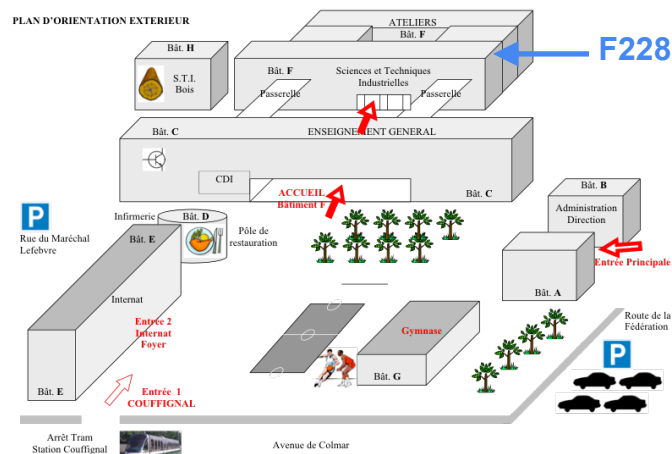 PLAN D'ORIENTATION EXTERIEUR
ATELIERS
Bât. F
F228
Bât. H
S.T.I.
Bois
Bât. F
Sciences et Techniques
Industrielles
Passerelle
Passerelle
Bât. C
ENSEIGNEMENT GENERAL
CDI
ACCUEIL
Bâtiment F
Bât. C
Bât. B
Administration
Direction
Entrée Principale
Bât. A
P
Rue du Maréchal
Lefebvre
Infirmerie
Bât. D
Pôle de
restauration
Bât. E
Internat
Entrée 2
Internat
Foyer
Bât. E
Entrée 1
COUFFIGNAL
Gymnase
Bât. G
Route de la
Fédération
P
Arrêt Tram
Station Couffignal
Avenue de Colmar